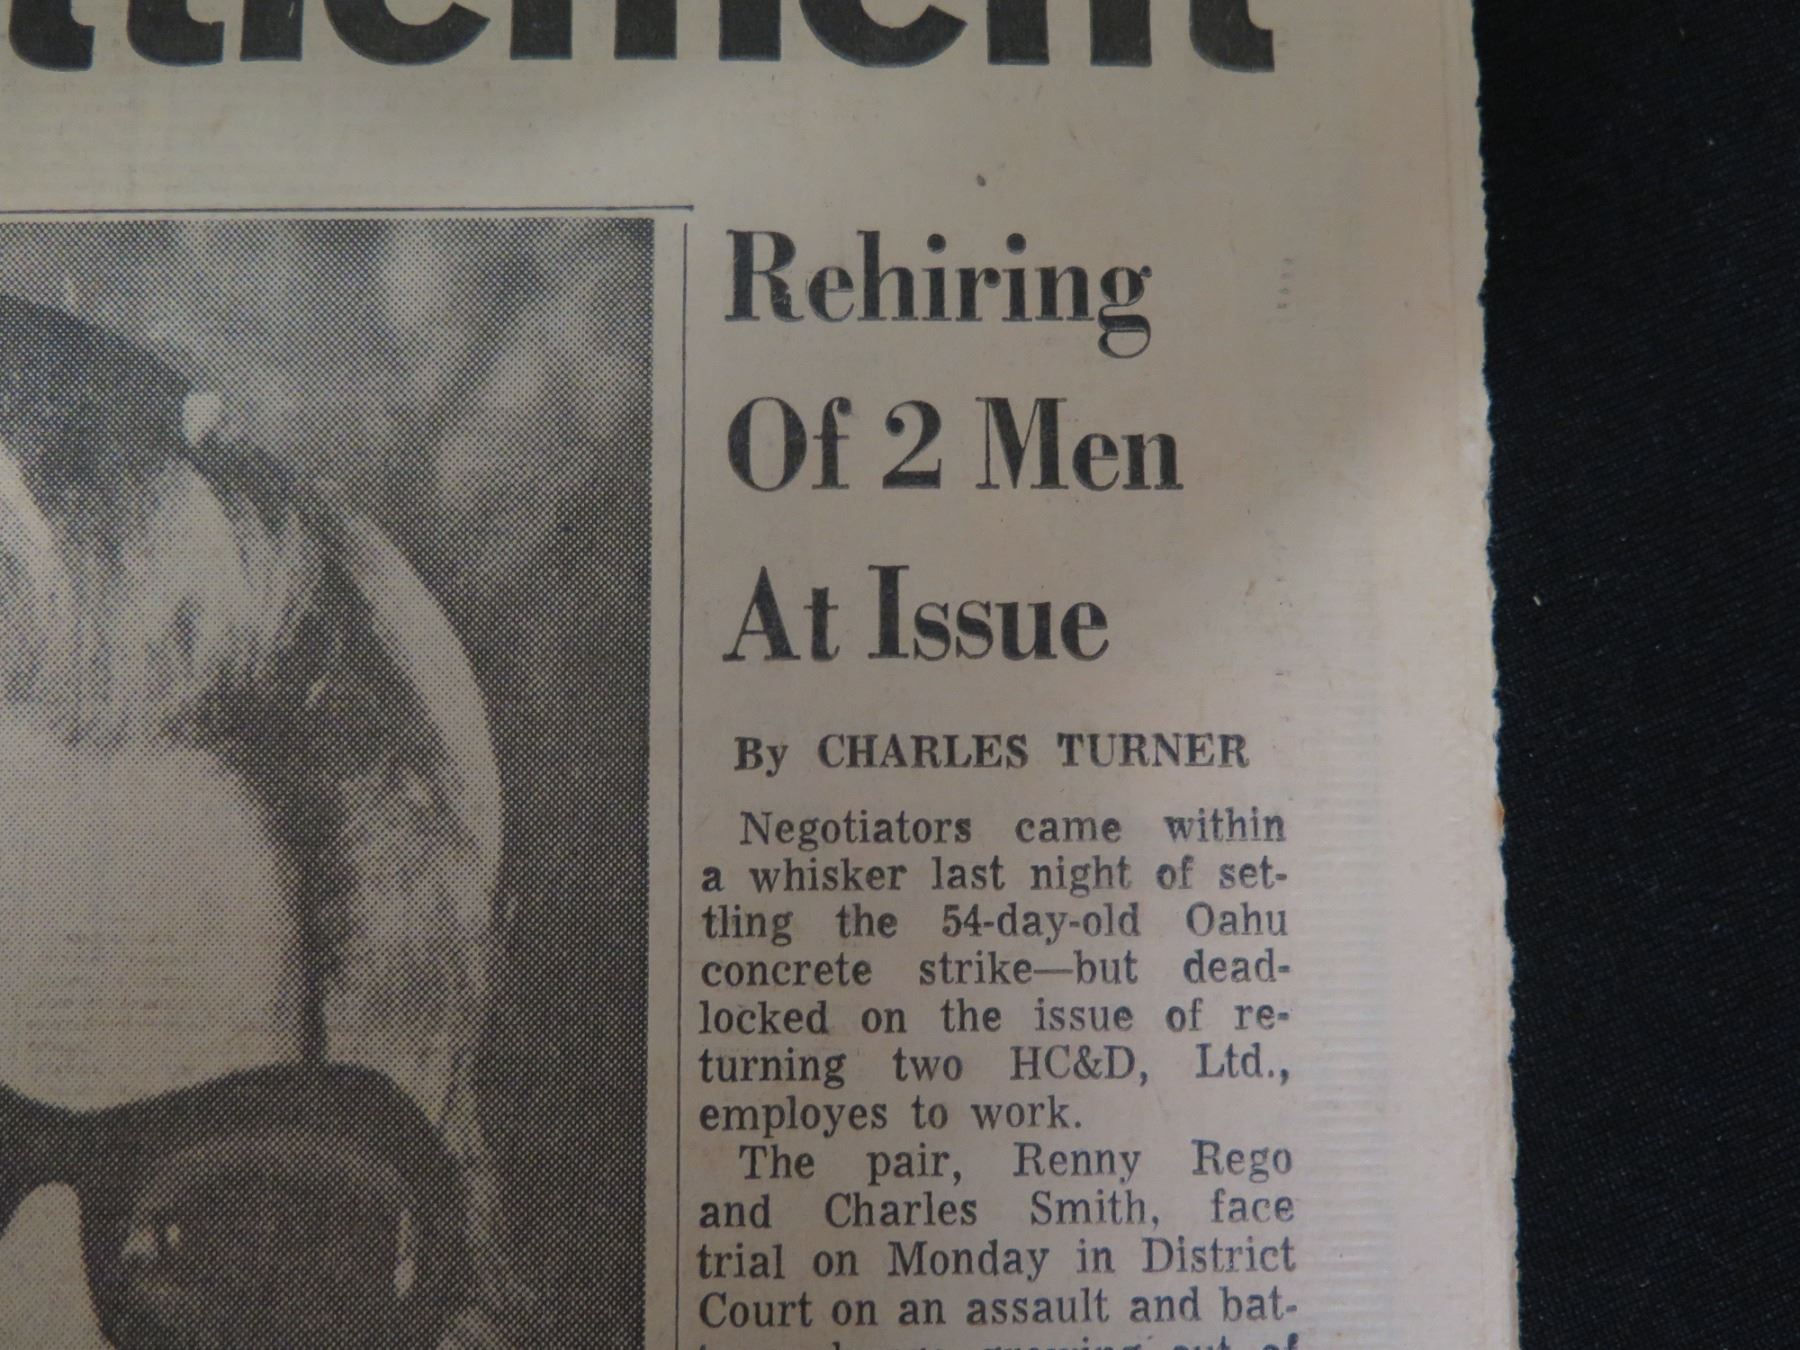 Rehiring
Of 2 Men
At Issue
By CHARLES TURNER
Negotiators came within
a whisker last night of set-
tling the 54-day-old Oahu
concrete strike—but dead-
locked on the issue of re-
turning two HC&D, Ltd.,
employes to work.
The pair, Renny Rego
and Charles Smith, face
trial on Monday in District
Court on an assault and bat-